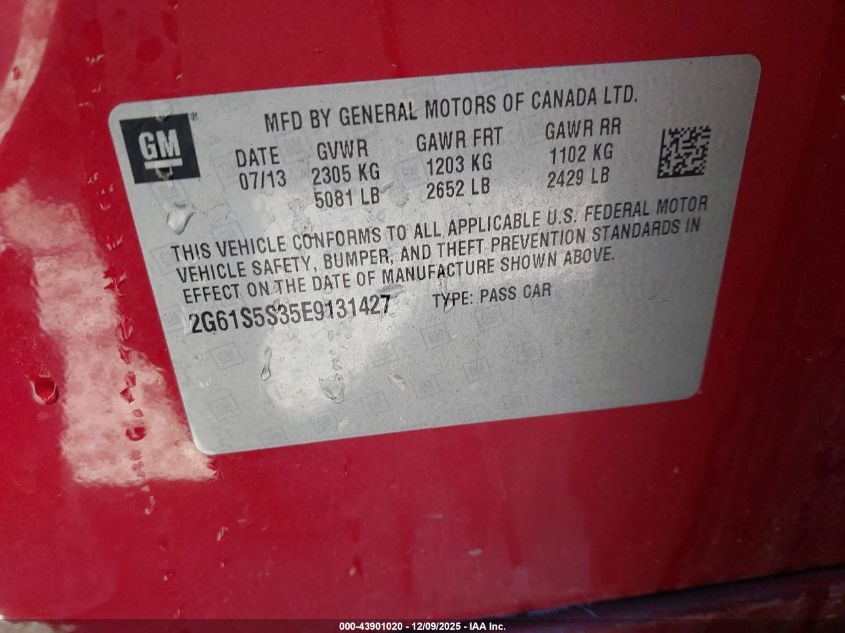 MFD BY GENERAL MOTORS OF CANADA LTD.
GM ®
DATE GVWR GAWR FRT GAWR RR
07/13 2305 KG 1203 KG 1102 KG
5081 LB 2652 LB 2429 LB
THIS VEHICLE CONFORMS TO ALL APPLICABLE U.S. FEDERAL MOTOR
VEHICLE SAFETY, BUMPER, AND THEFT PREVENTION STANDARDS IN
EFFECT ON THE DATE OF MANUFACTURE SHOWN ABOVE.
2G61S5S35E9131427 TYPE: PASS CAR
000-43901020 - 12/09/2025 - IAA Inc.